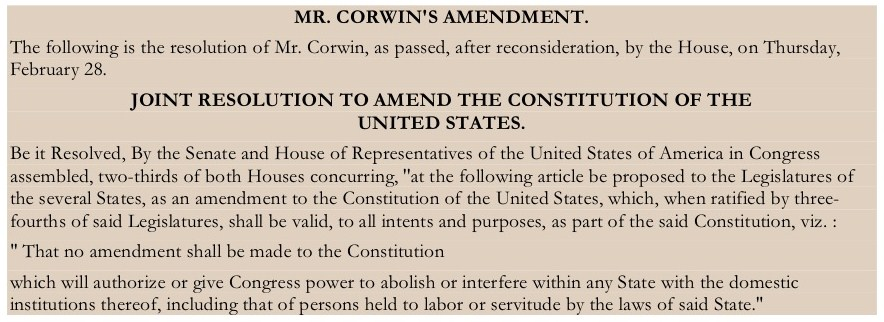 MR. CORWIN'S AMENDMENT.
The following is the resolution of Mr. Corwin, as passed, after reconsideration, by the House, on Thursday,
February 28.
JOINT RESOLUTION TO AMEND THE CONSTITUTION OF THE
UNITED STATES.
Be it Resolved, By the Senate and House of Representatives of the United States of America in Congress
assembled, two-thirds of both Houses concurring, "at the following article be proposed to the Legislatures of
the several States, as an amendment to the Constitution of the United States, which, when ratified by three-
fourths of said Legislatures, shall be valid, to all intents and purposes, as part of the said Constitution, viz. :
" That no amendment shall be made to the Constitution
which will authorize or give Congress power to abolish or interfere within any State with the domestic
institutions thereof, including that of persons held to labor or servitude by the laws of said State."